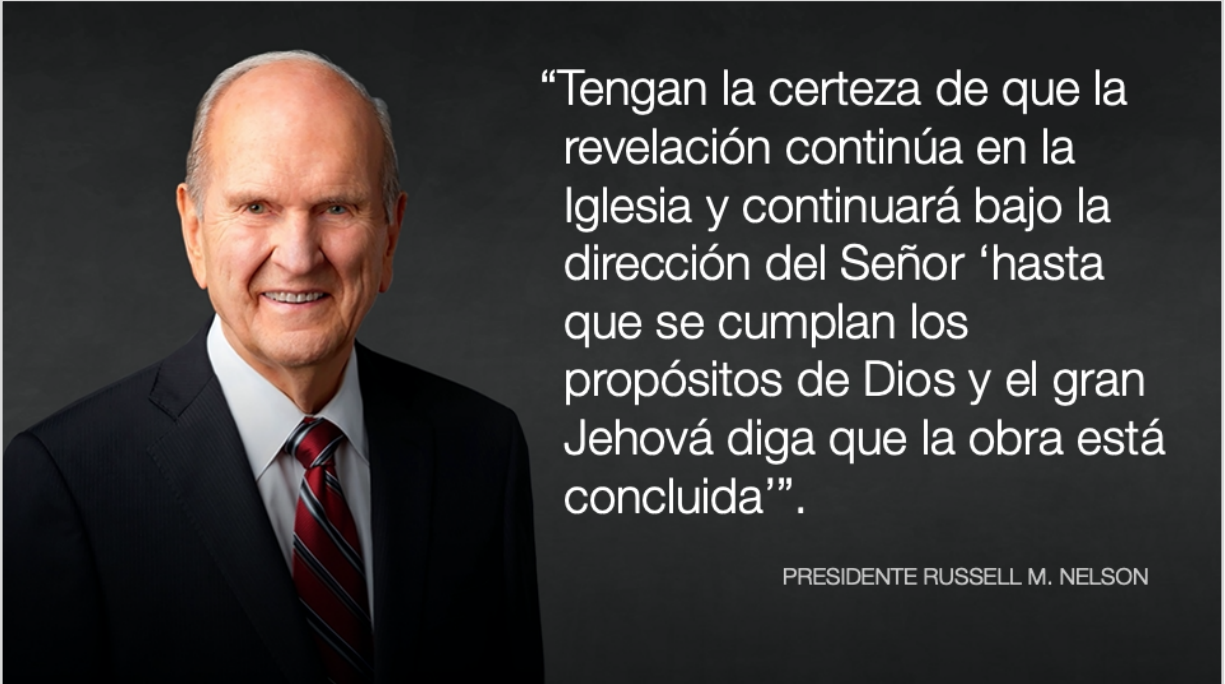 “Tengan la certeza de que la
revelación continúa en la
Iglesia y continuará bajo la
dirección del Señor ‘hasta
que se cumplan los
propósitos de Dios y el gran
Jehová diga que la obra está
concluida’”.
PRESIDENTE RUSSELL M. NELSON